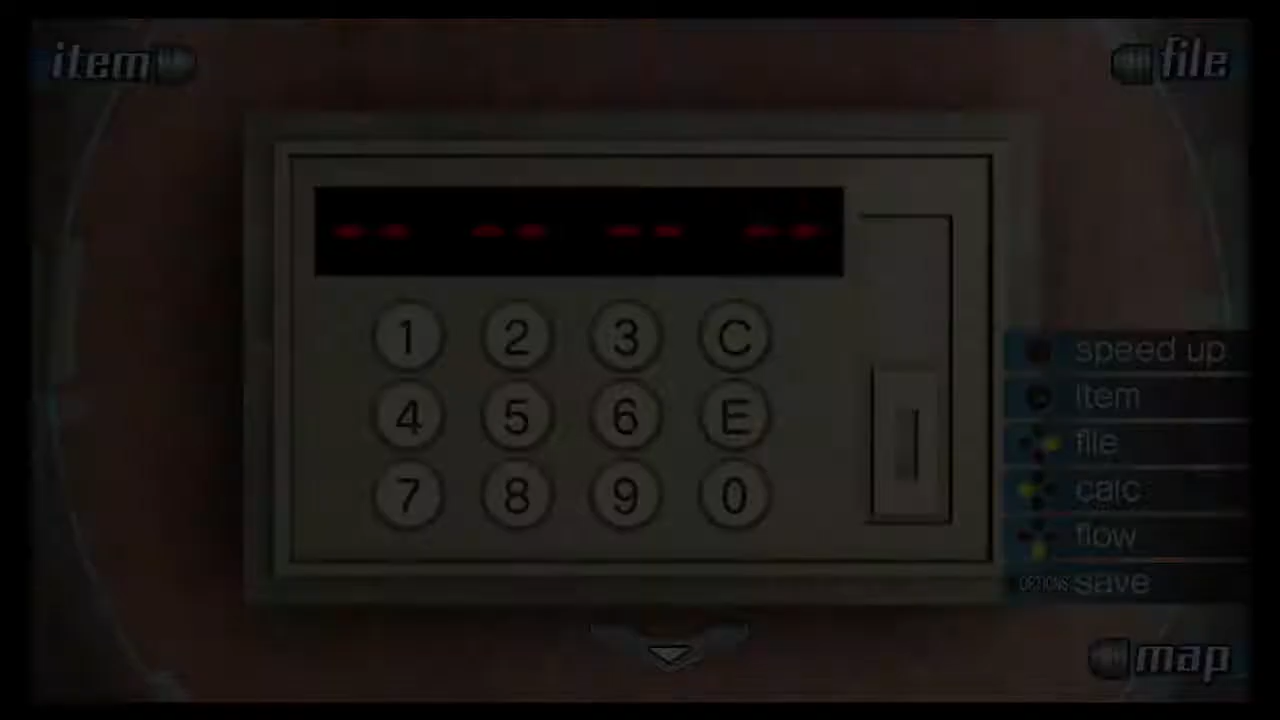 item
file
-- -- -- --
1 2 3 C
4 5 6 E
7 8 9 0
speed up
item
file
calc
flow
OPTIONS save
map